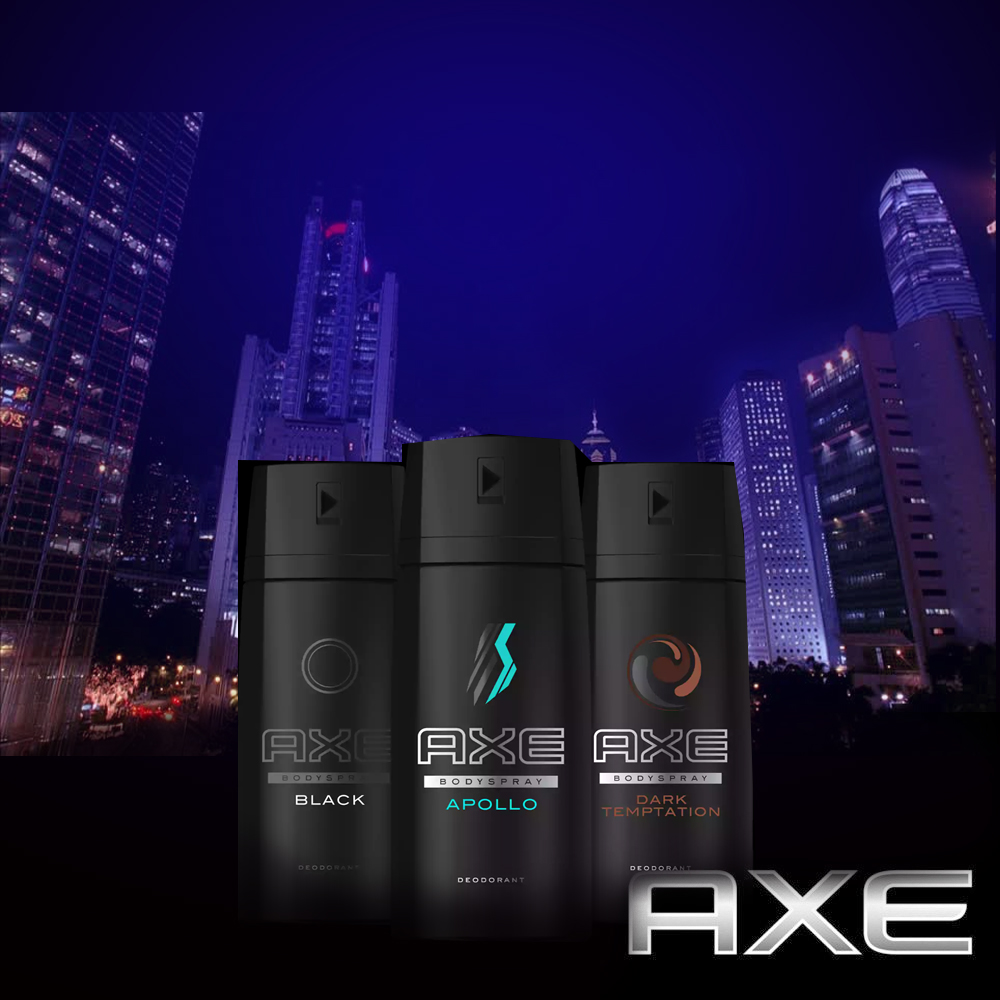 AXE
BODYSPRAY
BLACK
DEODORANT
AXE
BODYSPRAY
APOLLO
DEODORANT
AXE
BODYSPRAY
DARK
TEMPTATION
DEODORANT
AXE